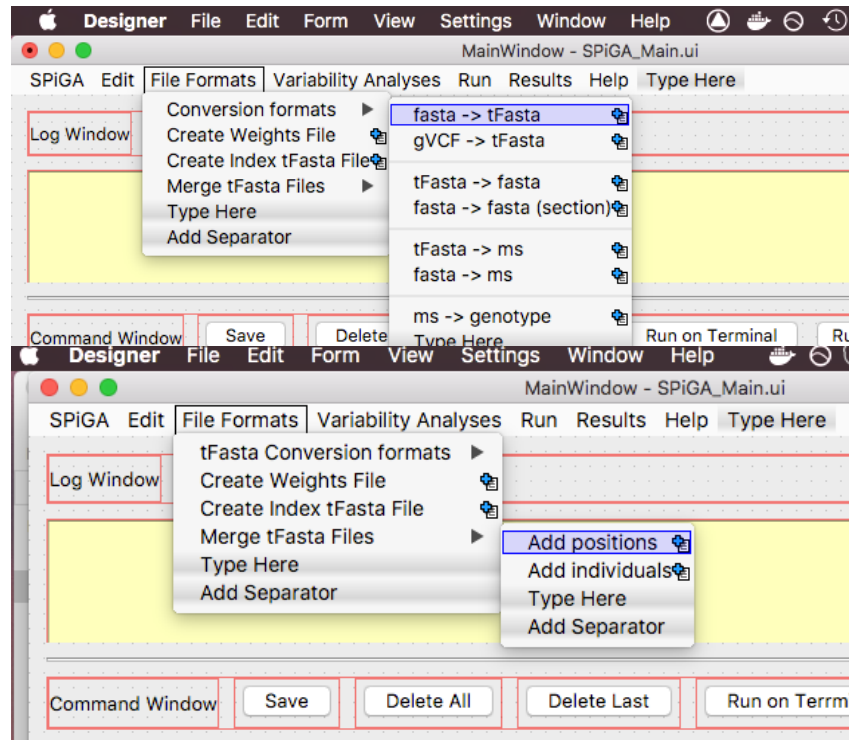 Designer File Edit Form View Settings Window Help
MainWindow - SPiGA_Main.ui
SPiGA Edit File Formats Variability Analyses Run Results Help Type Here
Log Window
Conversion formats
Create Weights File
Create Index tFasta File
Merge tFasta Files
Type Here
Add Separator
fasta -> tFasta
gVCF -> tFasta
tFasta -> fasta
fasta -> fasta (section)
tFasta -> ms
fasta -> ms
ms -> genotype
Type Here
Command Window Save Delete Run on Terminal
Designer File Edit Form View Settings Window Help
MainWindow - SPiGA_Main.ui
SPiGA Edit File Formats Variability Analyses Run Results Help Type Here
Log Window
tFasta Conversion formats
Create Weights File
Create Index tFasta File
Merge tFasta Files
Type Here
Add Separator
Add positions
Add individuals
Type Here
Add Separator
Command Window Save Delete All Delete Last Run on Terrm